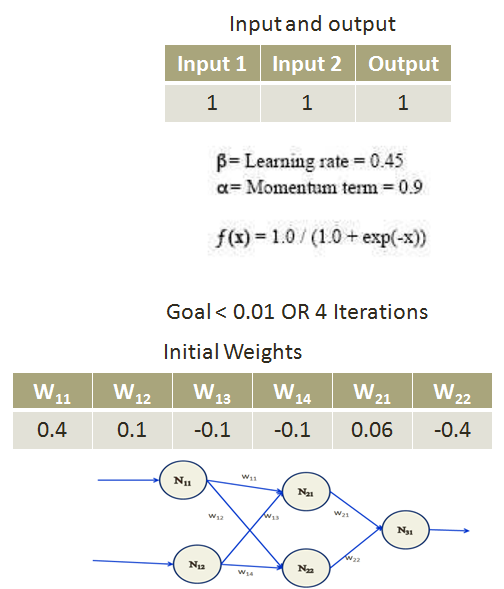 Input and output
Input 1 Input 2 Output
1 1 1
β= Learning rate = 0.45
α= Momentum term = 0.9
f(x) = 1.0 / (1.0 + exp(-x))
Goal < 0.01 OR 4 Iterations
Initial Weights
W11 W12 W13 W14 W21 W22
0.4 0.1 -0.1 -0.1 0.06 -0.4
N11 W11 N21
W12 W13 W21 N31
N12 W14 N22 W22